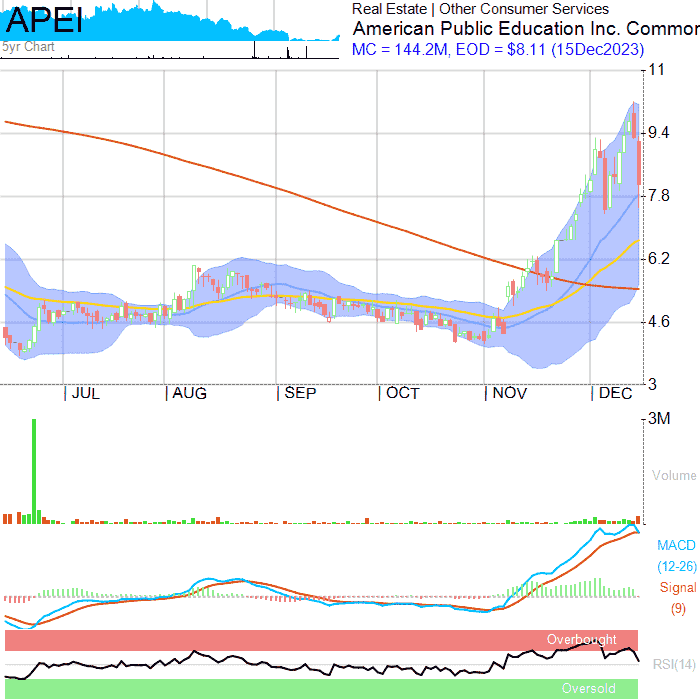 APEI
5yr Chart
Real Estate | Other Consumer Services
American Public Education Inc. Common
MC = 144.2M, EOD = $8.11 (15Dec2023)
11
9.4
7.8
6.2
4.6
3
| JUL | AUG | SEP | OCT | NOV | DEC
3M
Volume
MACD
(12-26)
Signal
(9)
Overbought
RSI(14)
Oversold